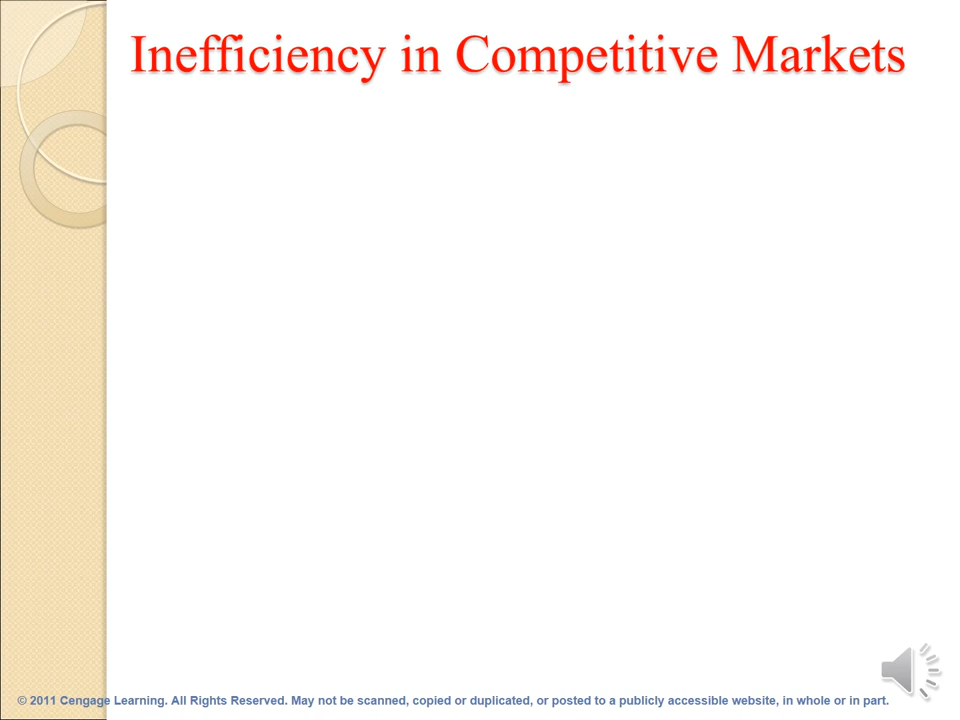 Inefficiency in Competitive Markets
© 2011 Cengage Learning. All Rights Reserved. May not be scanned, copied or duplicated, or posted to a publicly accessible website, in whole or in part.